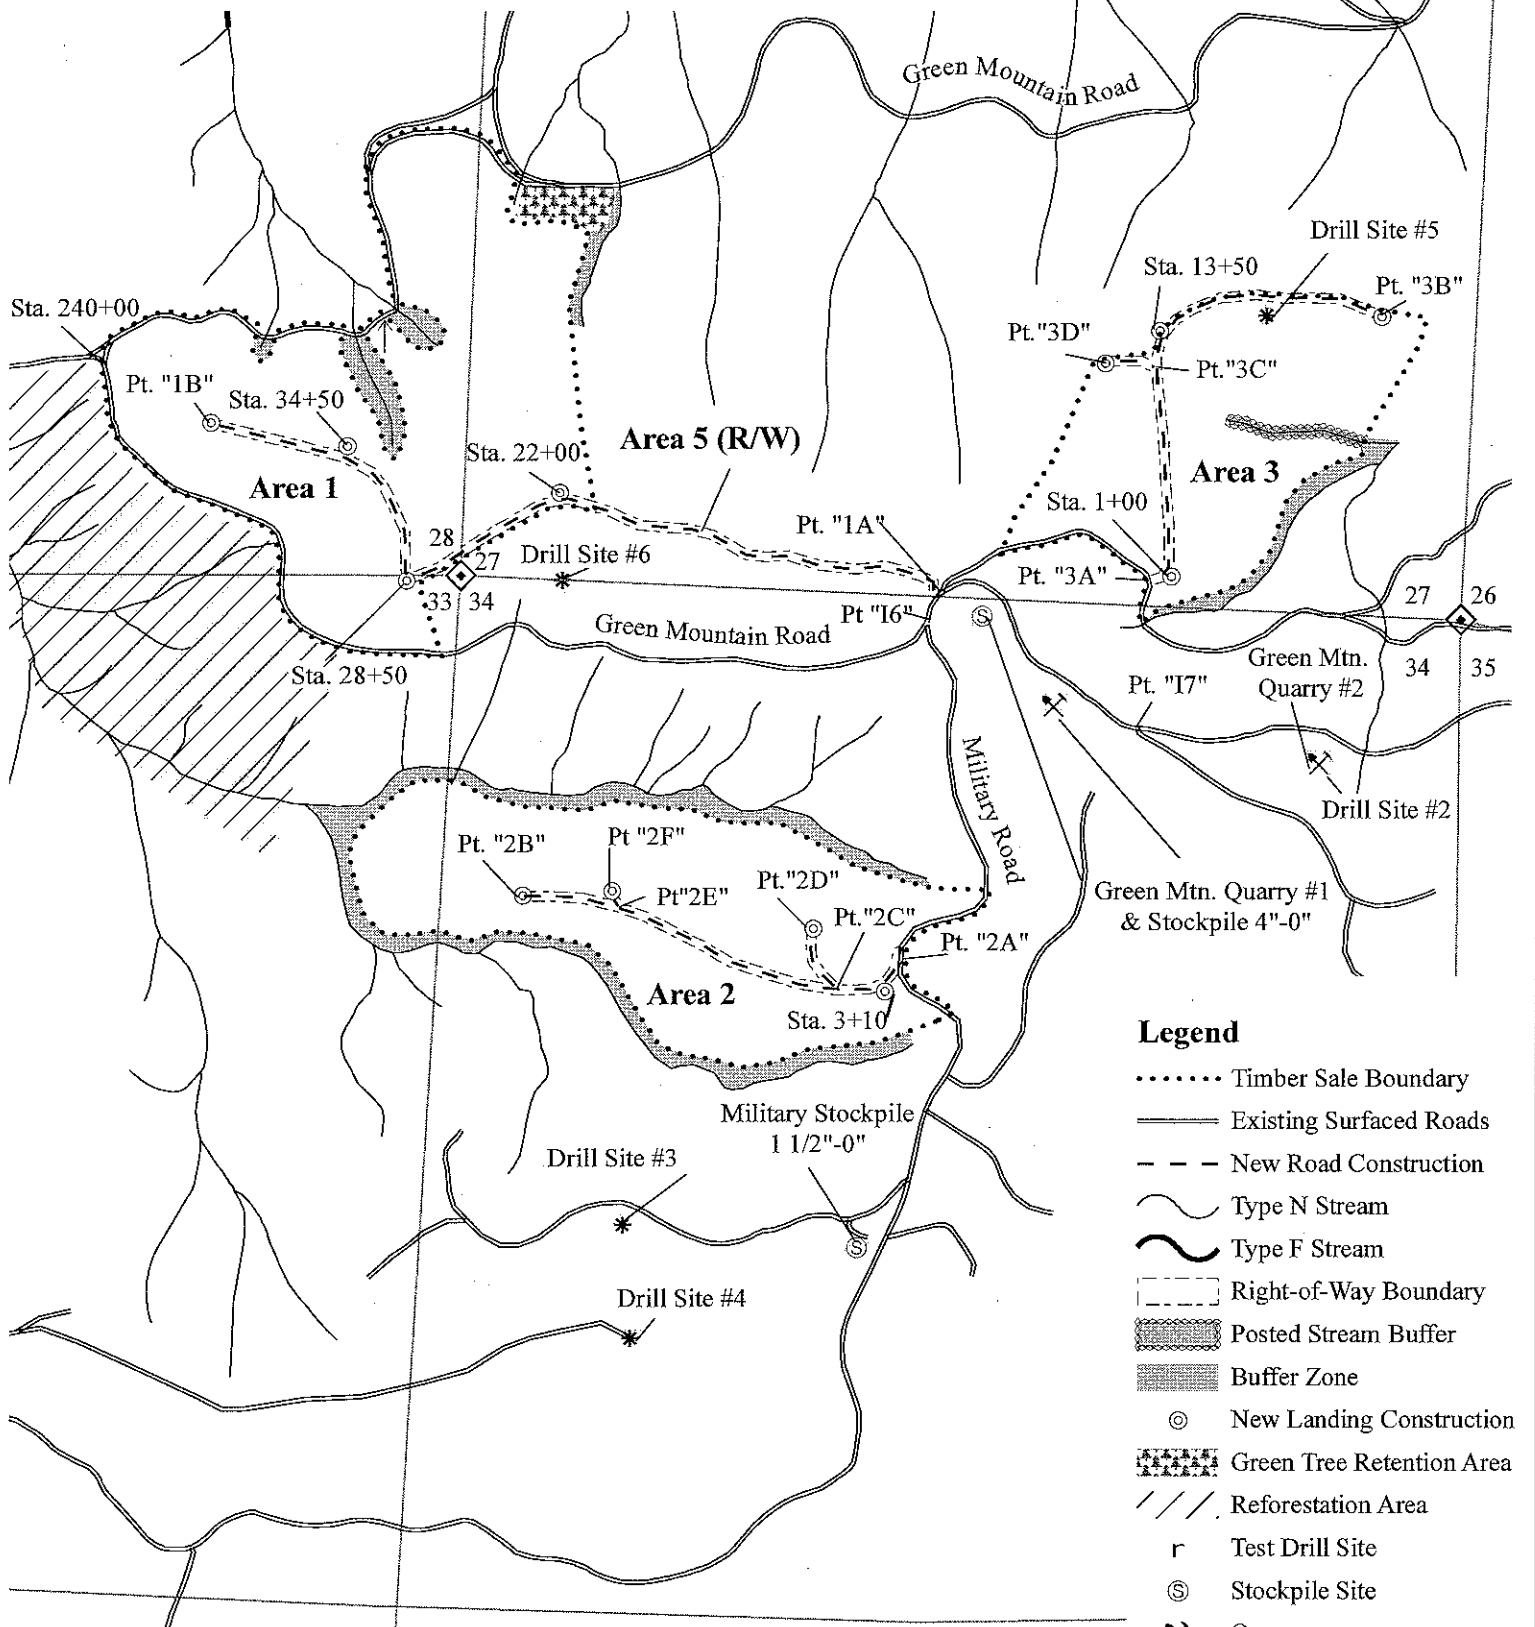 Green Mountain Road
Drill Site #5
Sta. 13+50
Pt. "3B"
Sta. 240+00
Pt."3D"
Pt."3C"
Pt. "1B"
Sta. 34+50
Area 5 (R/W)
Sta. 22+00
Area 3
Area 1
Sta. 1+00
Pt. "1A"
28
27
Drill Site #6
Pt. "3A"
33
34
Pt "I6"
27
26
Green Mountain Road
S
Green Mtn.
Quarry #2
34
35
Sta. 28+50
Pt. "I7"
Military Road
Drill Site #2
Pt. "2B"
Pt "2F"
Pt."2D"
Pt"2E"
Pt."2C"
Green Mtn. Quarry #1
& Stockpile 4"-0"
Pt. "2A"
Area 2
Sta. 3+10
Military Stockpile
1 1/2"-0"
Drill Site #3
S
Drill Site #4
Legend
Timber Sale Boundary
Existing Surfaced Roads
New Road Construction
Type N Stream
Type F Stream
Right-of-Way Boundary
Posted Stream Buffer
Buffer Zone
New Landing Construction
Green Tree Retention Area
Reforestation Area
r Test Drill Site
S Stockpile Site